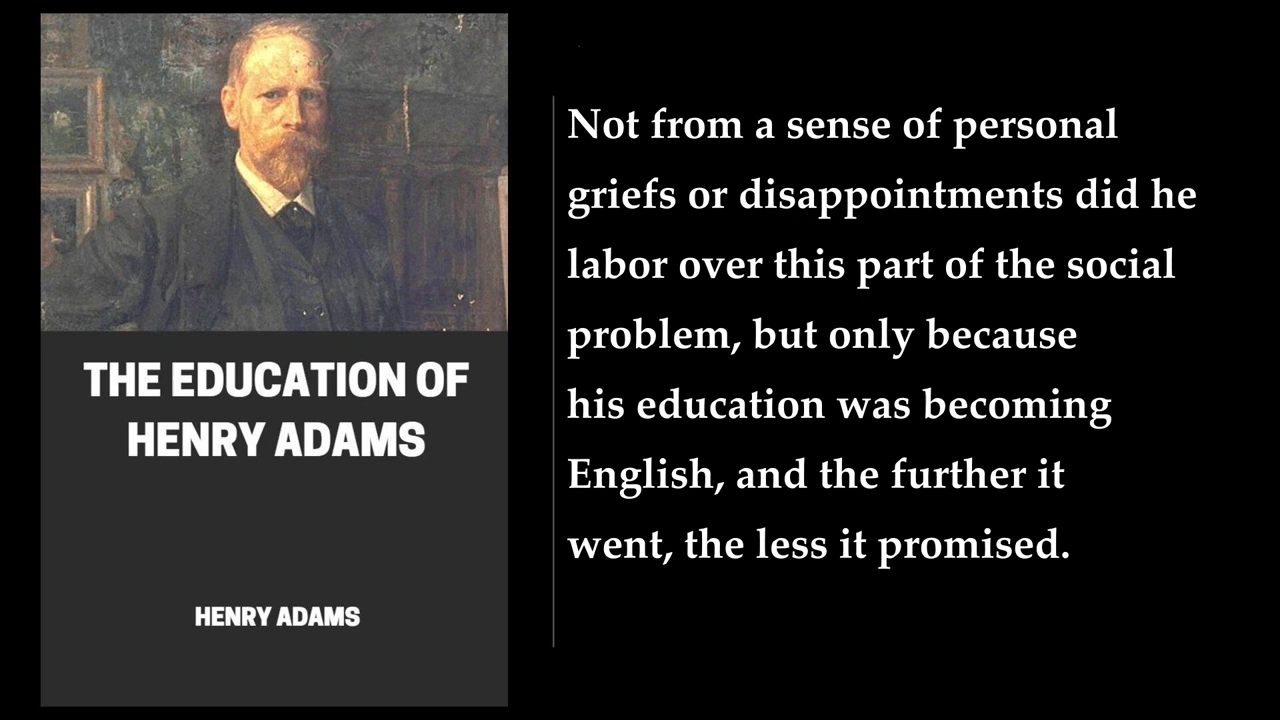 THE EDUCATION OF
HENRY ADAMS
HENRY ADAMS
Not from a sense of personal
griefs or disappointments did he
labor over this part of the social
problem, but only because
his education was becoming
English, and the further it
went, the less it promised.